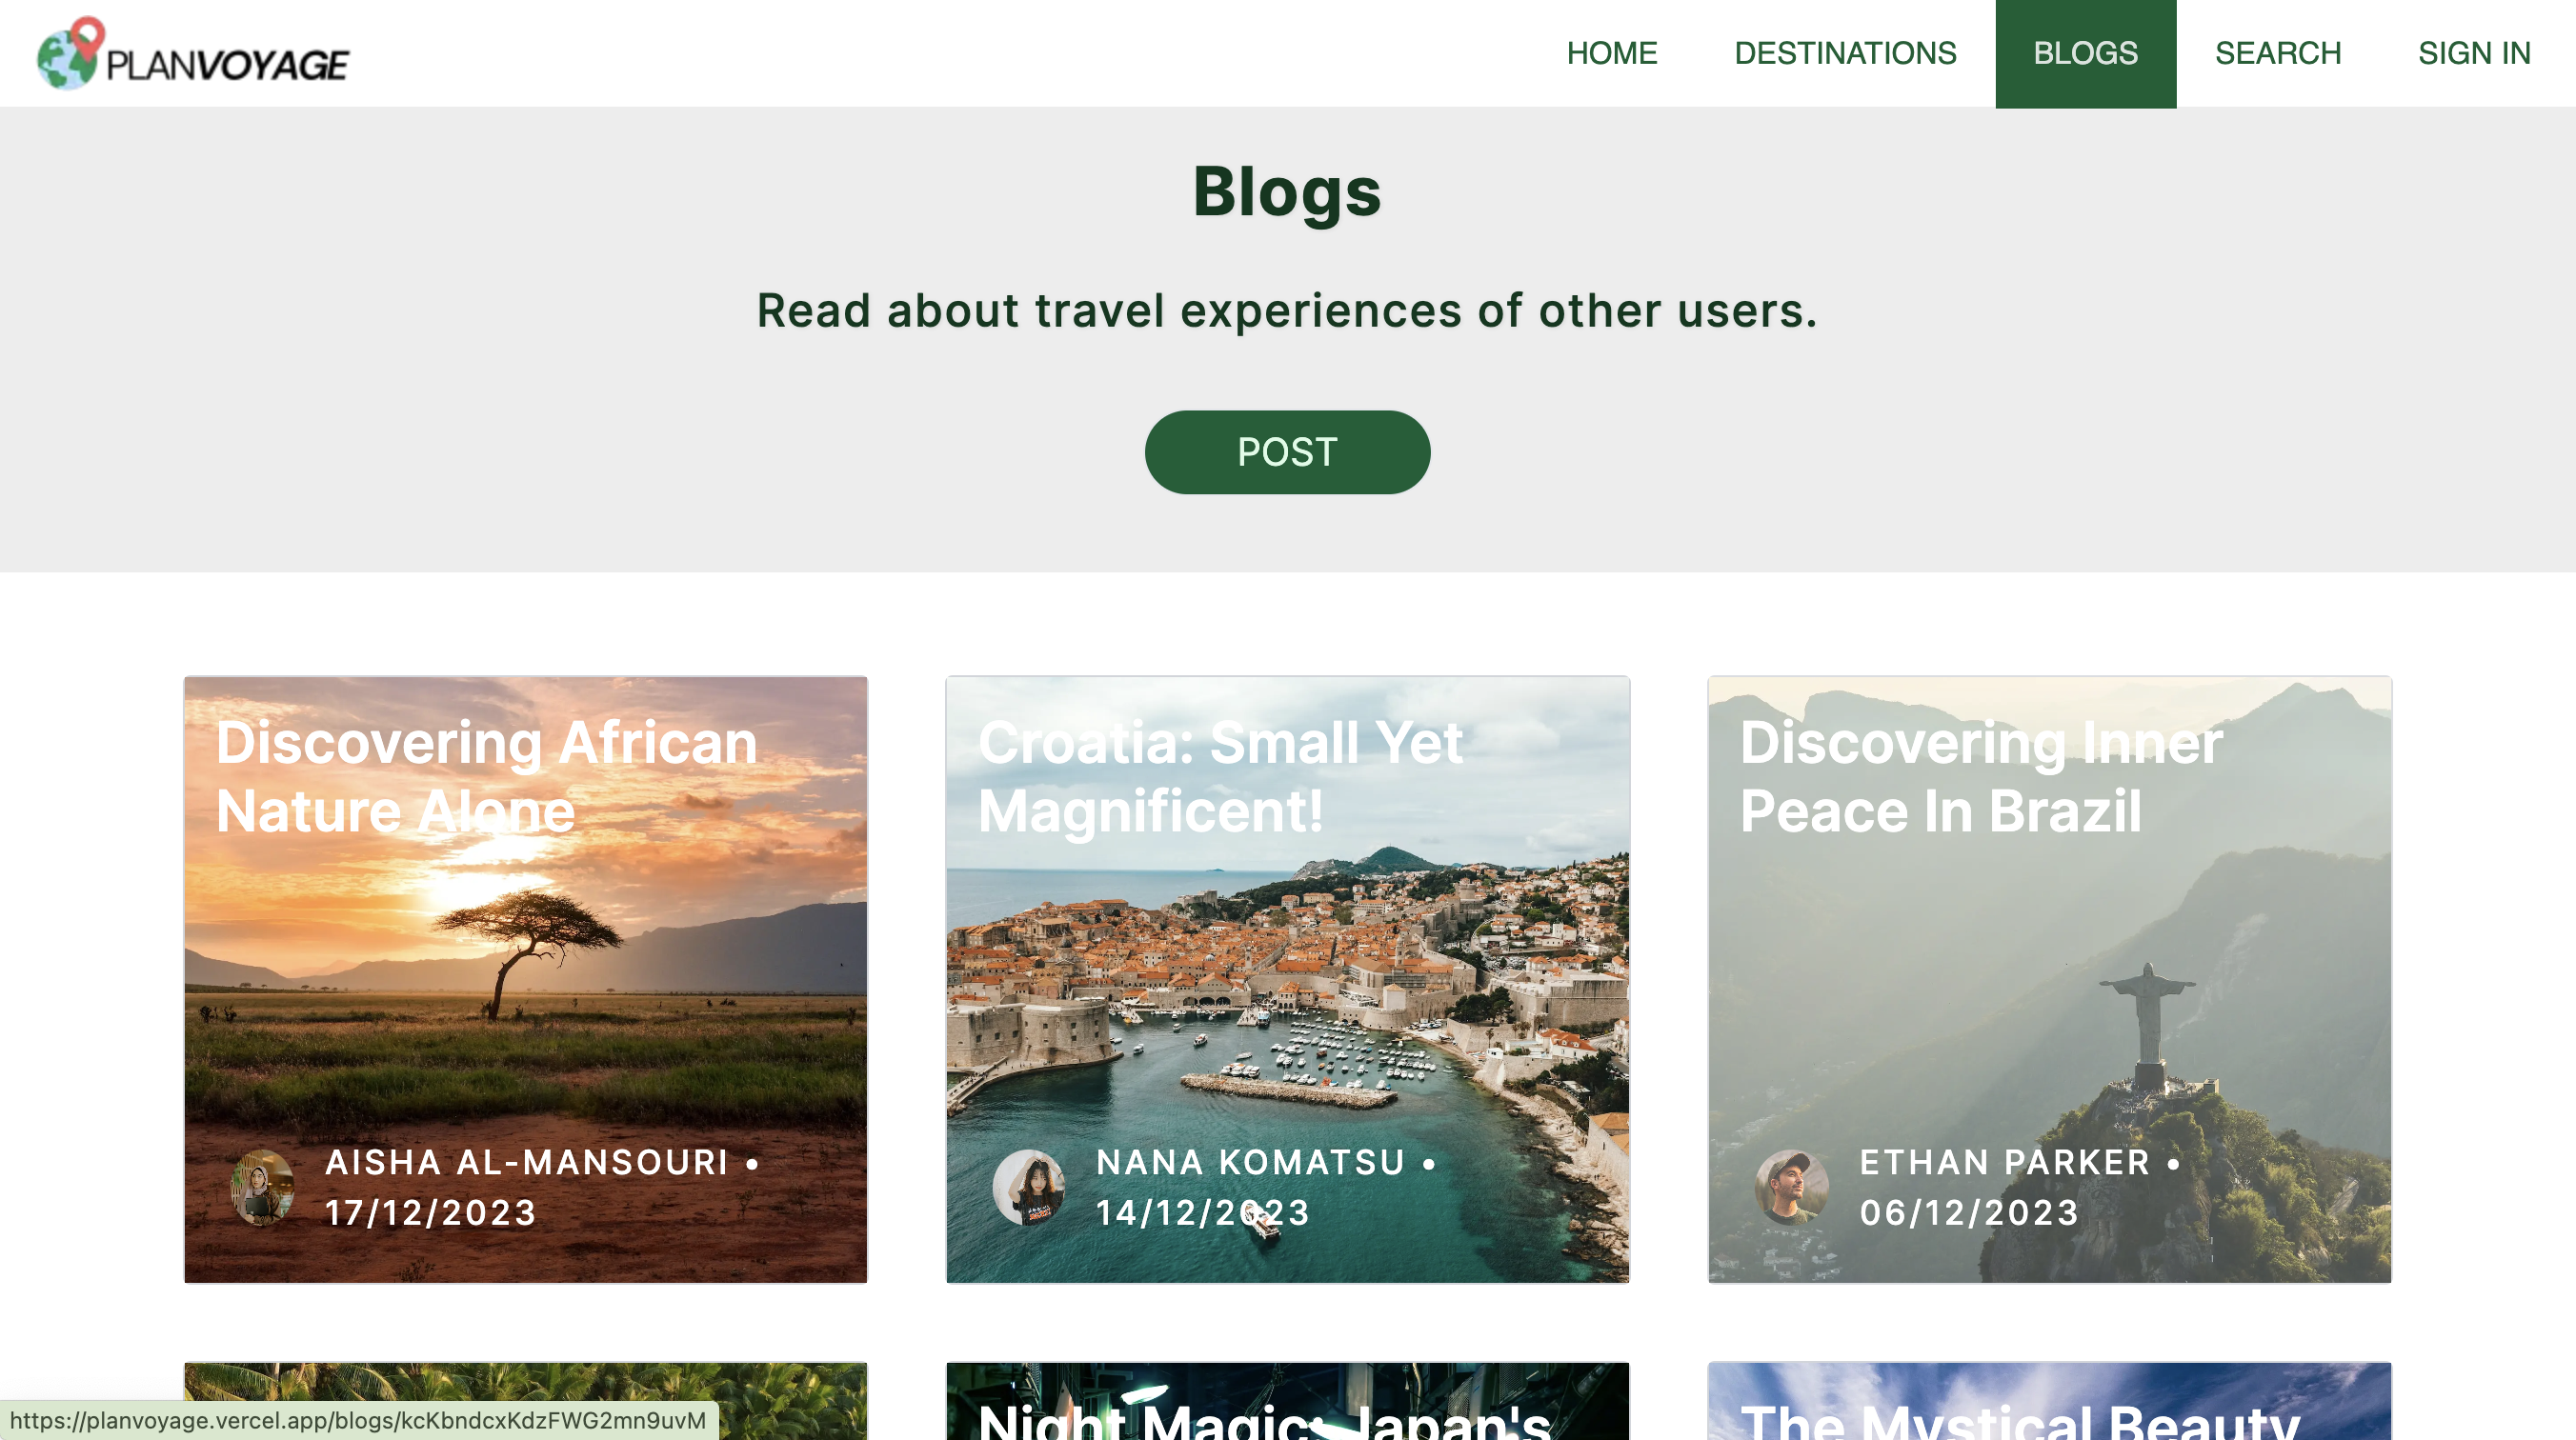 PLANVOYAGE
HOME
DESTINATIONS
BLOGS
SEARCH
SIGN IN
Blogs
Read about travel experiences of other users.
POST
Discovering African
Nature Alone
AISHA AL-MANSOURI •
17/12/2023
Croatia: Small Yet
Magnificent!
NANA KOMATSU •
14/12/2023
Discovering Inner
Peace In Brazil
ETHAN PARKER •
06/12/2023
Night Magic: Japan's
The Mystical Beauty
https://planvoyage.vercel.app/blogs/kcKbndcxKdzFWG2mn9uvM